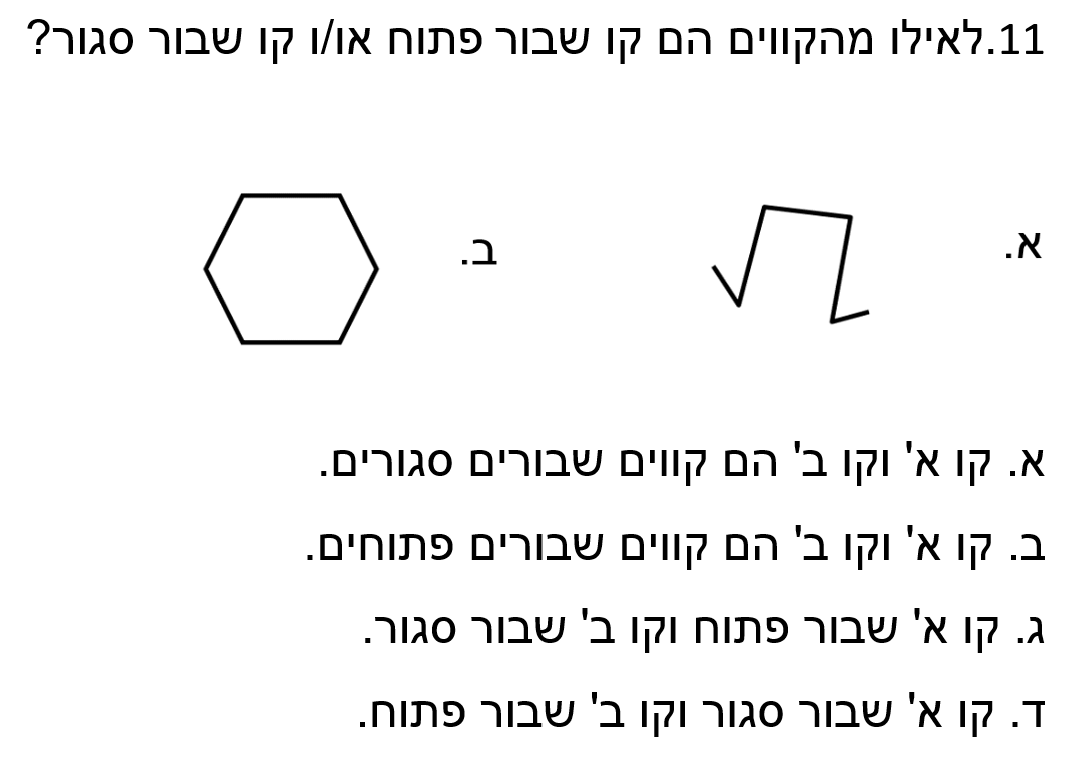 11.לאילו מהקווים הם קו שבור פתוח או/ו קו שבור סגור?
א.
ב.
א. קו א' וקו ב' הם קווים שבורים סגורים.
ב. קו א' וקו ב' הם קווים שבורים פתוחים.
ג. קו א' שבור פתוח וקו ב' שבור סגור.
ד. קו א' שבור סגור וקו ב' שבור פתוח.